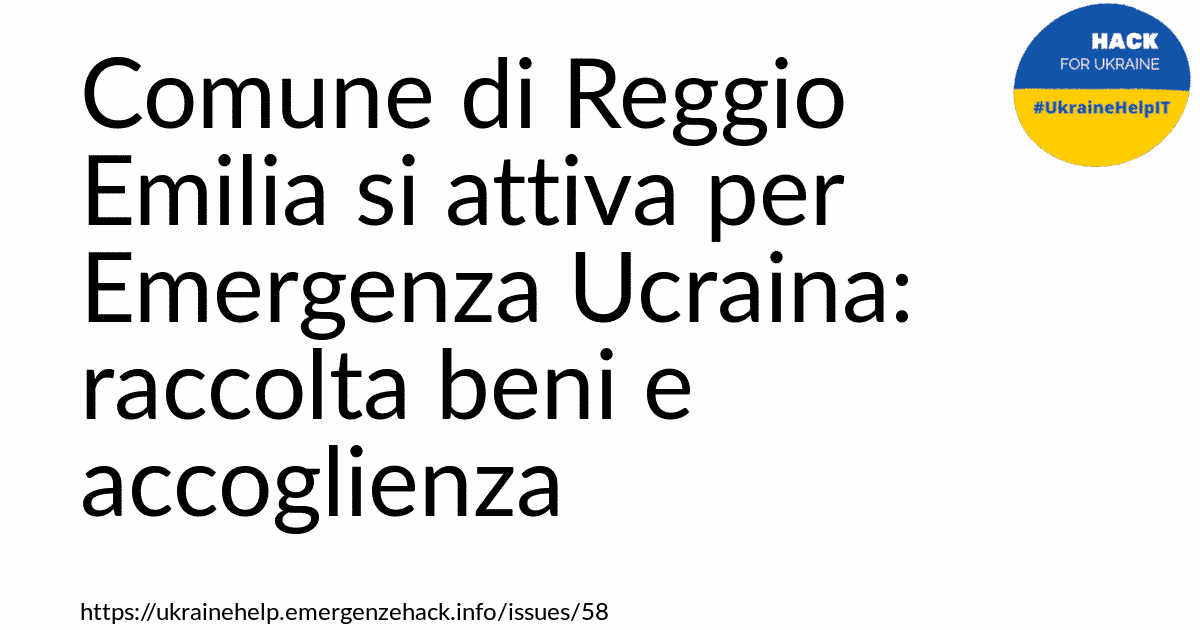 HACK
FOR UKRAINE
#UkraineHelpIT
Comune di Reggio
Emilia si attiva per
Emergenza Ucraina:
raccolta beni e
accoglienza
https://ukrainehelp.emergenzehack.info/issues/58